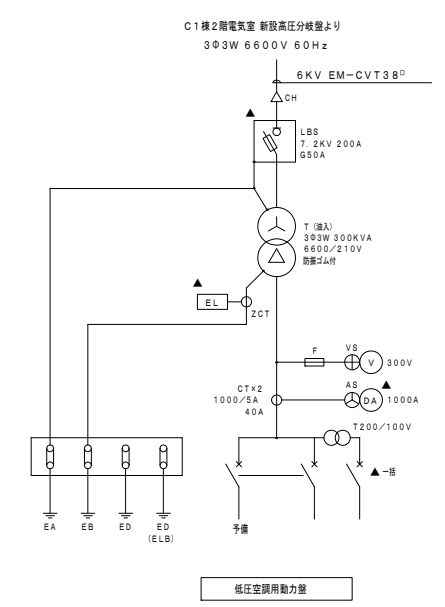 C1棟2階電気室 新設高圧分岐盤より
3Φ3W 6600V 60Hz
6KV EM−CVT38□
CH
LBS
7.2KV 200A
G50A
T (油入)
3Φ3W 300KVA
6600/210V
防振ゴム付
EL
ZCT
F
VS
V
300V
CT×2
1000/5A
40A
AS
DA
1000A
T200/100V
▲一括
予備
EA
EB
ED
ED
(ELB)
低圧空調用動力盤